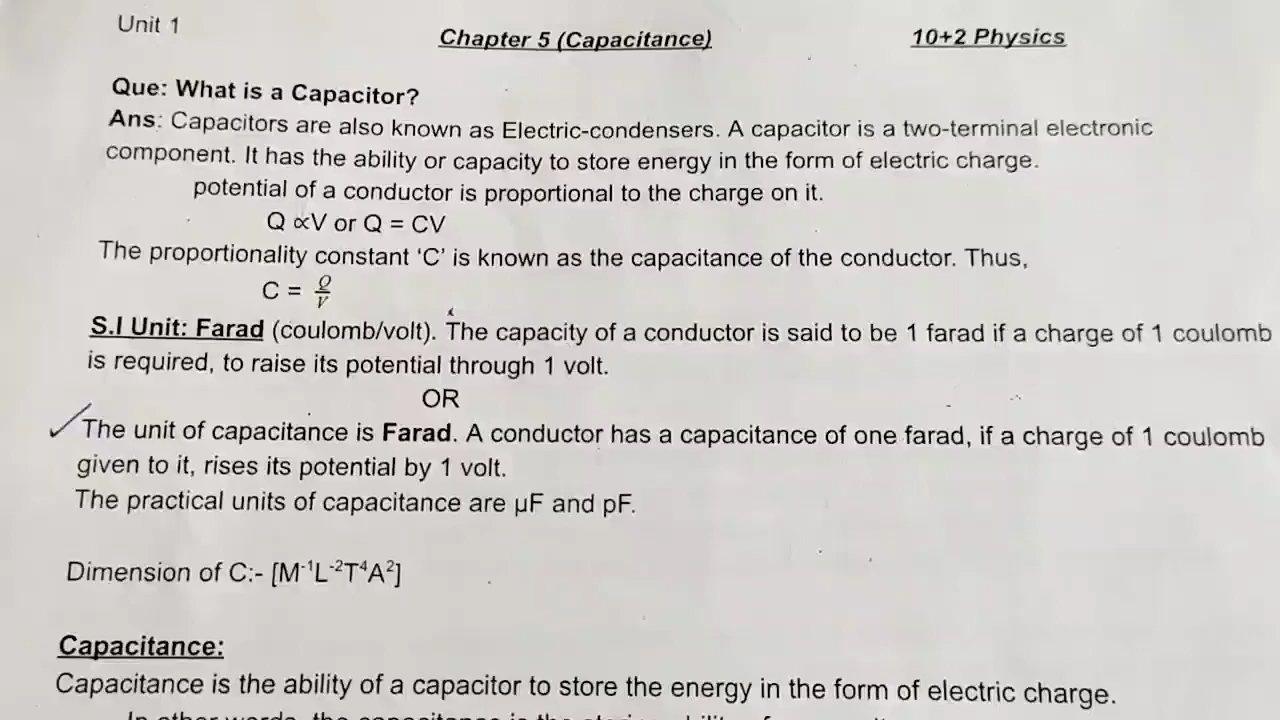 Unit 1
Chapter 5 (Capacitance)
10+2 Physics
Que: What is a Capacitor?
Ans: Capacitors are also known as Electric-condensers. A capacitor is a two-terminal electronic
component. It has the ability or capacity to store energy in the form of electric charge.
potential of a conductor is proportional to the charge on it.
Q ∝V or Q = CV
The proportionality constant ‘C’ is known as the capacitance of the conductor. Thus,
C = Q/V
S.I Unit: Farad (coulomb/volt). The capacity of a conductor is said to be 1 farad if a charge of 1 coulomb
is required, to raise its potential through 1 volt.
OR
The unit of capacitance is Farad. A conductor has a capacitance of one farad, if a charge of 1 coulomb
given to it, rises its potential by 1 volt.
The practical units of capacitance are µF and pF.
Dimension of C:- [M⁻¹L⁻²T⁴A²]
Capacitance:
Capacitance is the ability of a capacitor to store the energy in the form of electric charge.
In other words, the capacitance is the